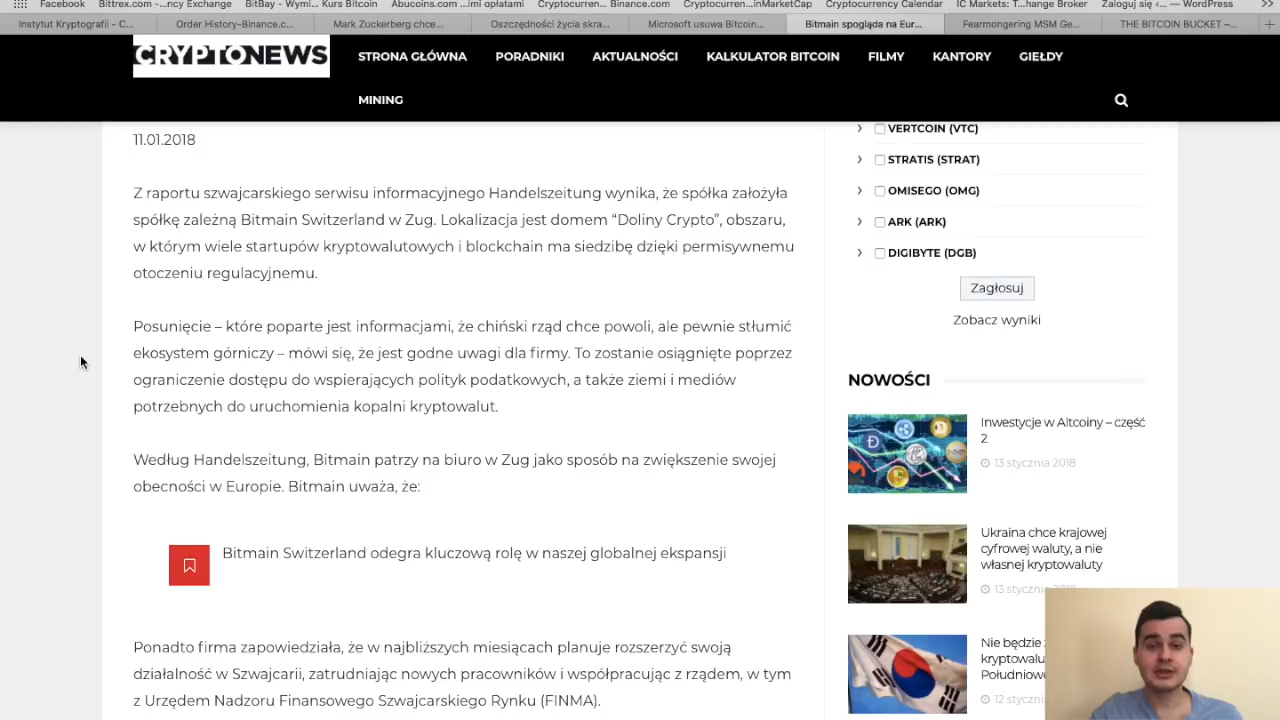 Facebook
Bittrex.com -...ncy Exchange
BitBay - Wymi... Kurs Bitcoin
Abucoins.com ...imi opłatami
Cryptocurren...Binance.com
Cryptocurren...inMarketCap
Cryptocurrency Calendar
IC Markets: T...hange Broker
Zaloguj się ‹... — WordPress
Instytut Kryptografii – C...
Order History-Binance.c...
Mark Zuckerberg chce...
Oszczędności życia skra...
Microsoft usuwa Bitcoin...
Bitmain spogląda na Eur...
Fearmongering MSM Ge...
THE BITCOIN BUCKET –...
CRYPTONEWS
STRONA GŁÓWNA
PORADNIKI
AKTUALNOŚCI
KALKULATOR BITCOIN
FILMY
KANTORY
GIEŁDY
MINING
11.01.2018
Z raportu szwajcarskiego serwisu informacyjnego Handelszeitung wynika, że spółka założyła
spółkę zależną Bitmain Switzerland w Zug. Lokalizacja jest domem “Doliny Crypto”, obszaru,
w którym wiele startupów kryptowalutowych i blockchain ma siedzibę dzięki permisywnemu
otoczeniu regulacyjnemu.
Posunięcie – które poparte jest informacjami, że chiński rząd chce powoli, ale pewnie stłumić
ekosystem górniczy – mówi się, że jest godne uwagi dla firmy. To zostanie osiągnięte poprzez
ograniczenie dostępu do wspierających polityk podatkowych, a także ziemi i mediów
potrzebnych do uruchomienia kopalni kryptowalut.
Według Handelszeitung, Bitmain patrzy na biuro w Zug jako sposób na zwiększenie swojej
obecności w Europie. Bitmain uważa, że:
Bitmain Switzerland odegra kluczową rolę w naszej globalnej ekspansji
Ponadto firma zapowiedziała, że w najbliższych miesiącach planuje rozszerzyć swoją
działalność w Szwajcarii, zatrudniając nowych pracowników i współpracując z rządem, w tym
z Urzędem Nadzoru Finansowego Szwajcarskiego Rynku (FINMA).
VERTCOIN (VTC)
STRATIS (STRAT)
OMISEGO (OMG)
ARK (ARK)
DIGIBYTE (DGB)
Zagłosuj
Zobacz wyniki
NOWOŚCI
Inwestycje w Altcoiny – część
2
13 stycznia 2018
Ukraina chce krajowej
cyfrowej waluty, a nie
własnej kryptowaluty
13 stycznia 2018
Nie będzie
kryptowalu
Południowe
12 styczn